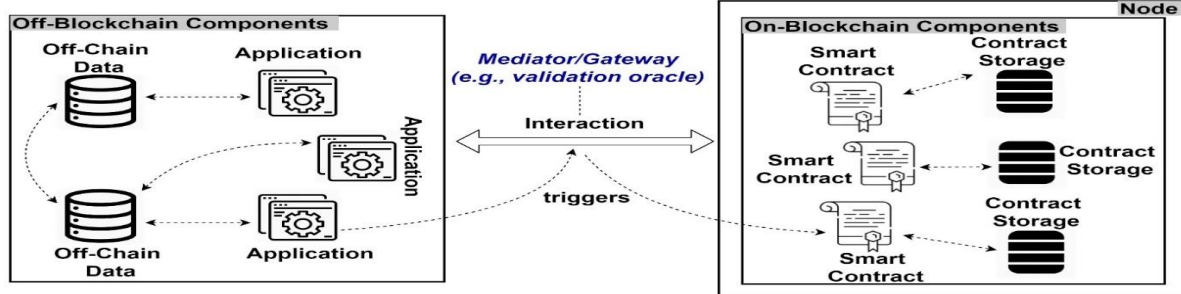 Off-Blockchain Components
Off-Chain
Data
Application
Application
Off-Chain
Data
Application
Mediator/Gateway
(e.g., validation oracle)
Interaction
triggers
Node
On-Blockchain Components
Smart
Contract
Contract
Storage
Smart
Contract
Contract
Storage
Contract
Storage
Smart
Contract